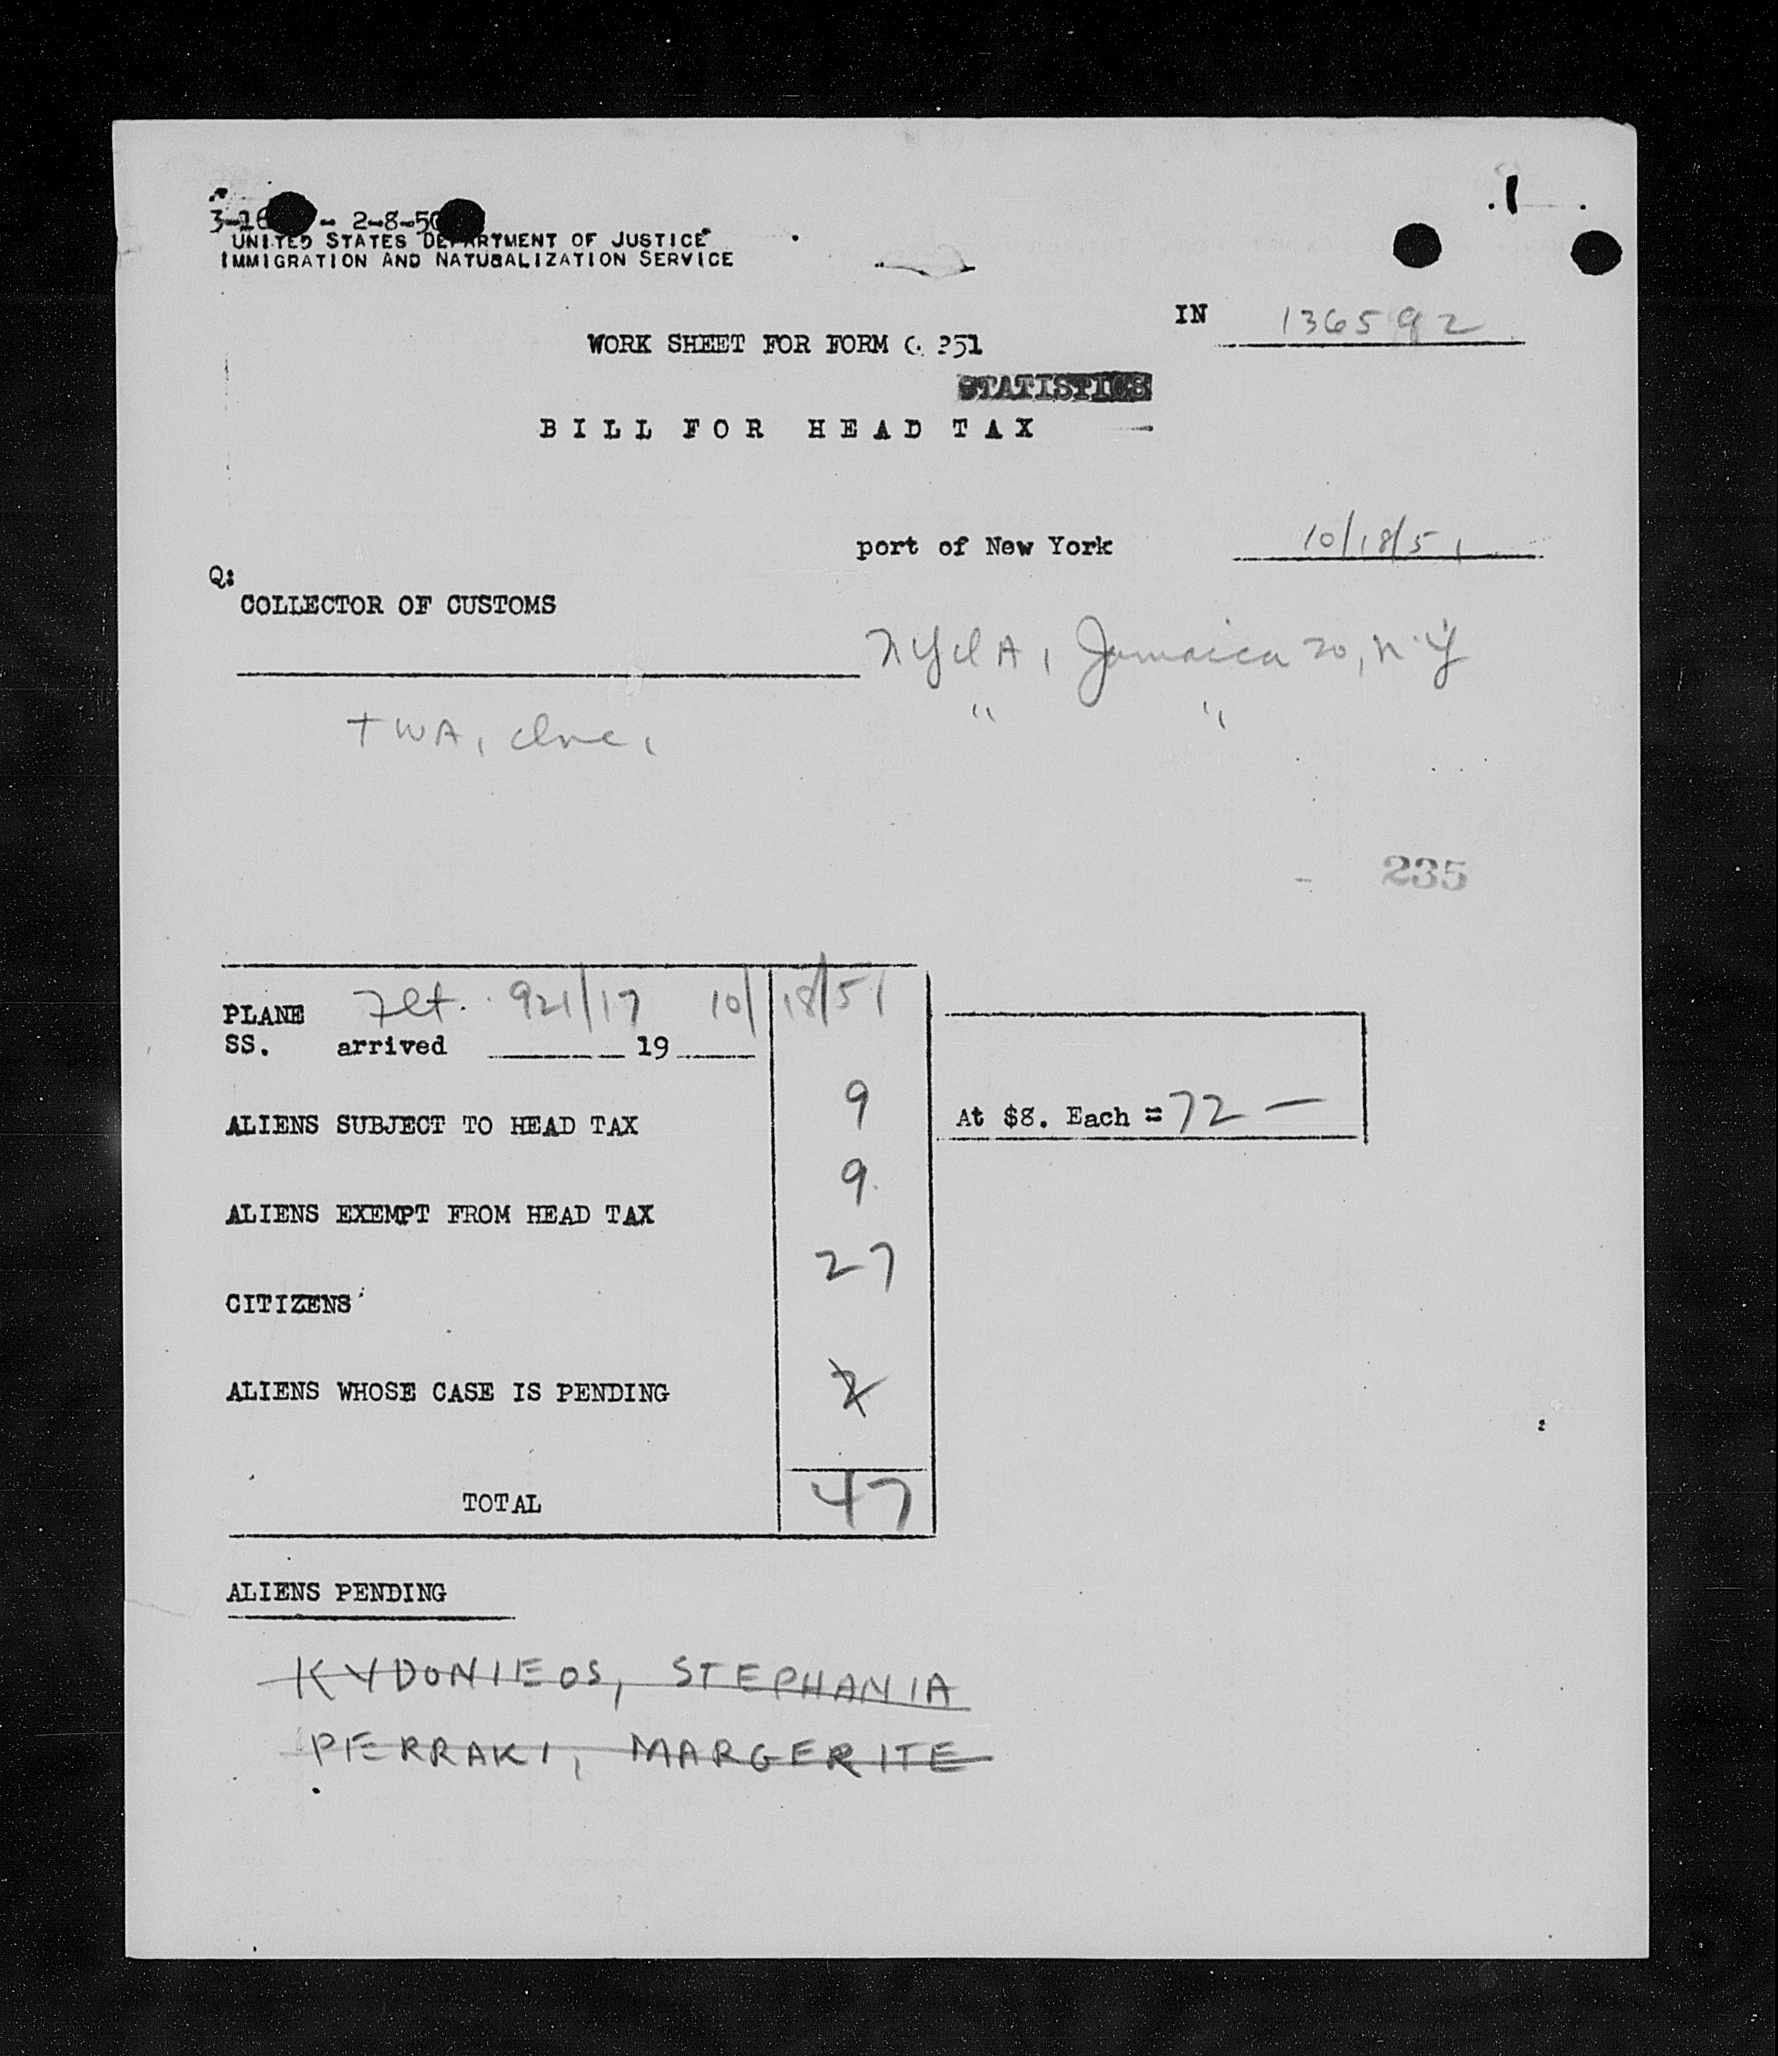 - 2-8-50
UNITED STATES DEPARTMENT OF JUSTICE
IMMIGRATION AND NATURALIZATION SERVICE
IN 136592
WORK SHEET FOR FORM
STATISTICS
BILL FOR HEAD TAX
port of New York 10/18/51
Q:
COLLECTOR OF CUSTOMS
Jamaica 20, N.Y
TWA, Inc. " "
235
PLANE Flt. 921/17 10/18/51
SS. arrived 19
ALIENS SUBJECT TO HEAD TAX 9 At $8. Each = 72 —
ALIENS EXEMPT FROM HEAD TAX 9
CITIZENS 27
ALIENS WHOSE CASE IS PENDING 2
TOTAL 47
ALIENS PENDING
KYDONIEOS, STEPHANIA
PERRAKI, MARGERITE